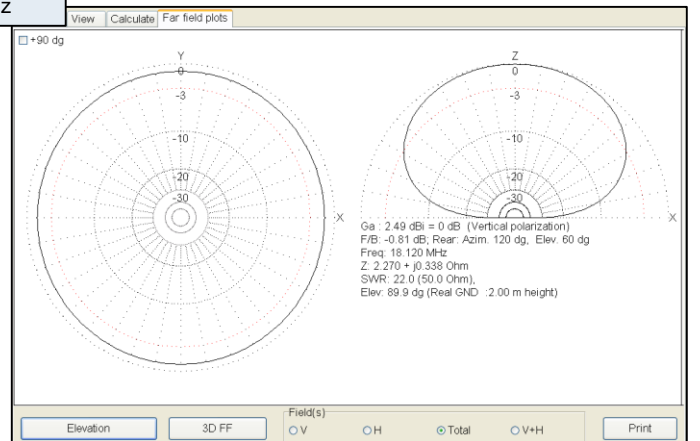 z
View Calculate Far field plots
+90 dg
Y
0
-3
-10
-20
-30
X
Z
0
-3
-10
-20
-30
X
Ga : 2.49 dBi = 0 dB (Vertical polarization)
F/B: -0.81 dB; Rear: Azim. 120 dg, Elev. 60 dg
Freq: 18.120 MHz
Z: 2.270 + j0.338 Ohm
SWR: 22.0 (50.0 Ohm),
Elev: 89.9 dg (Real GND :2.00 m height)
Elevation 3D FF Field(s) V H Total V+H Print